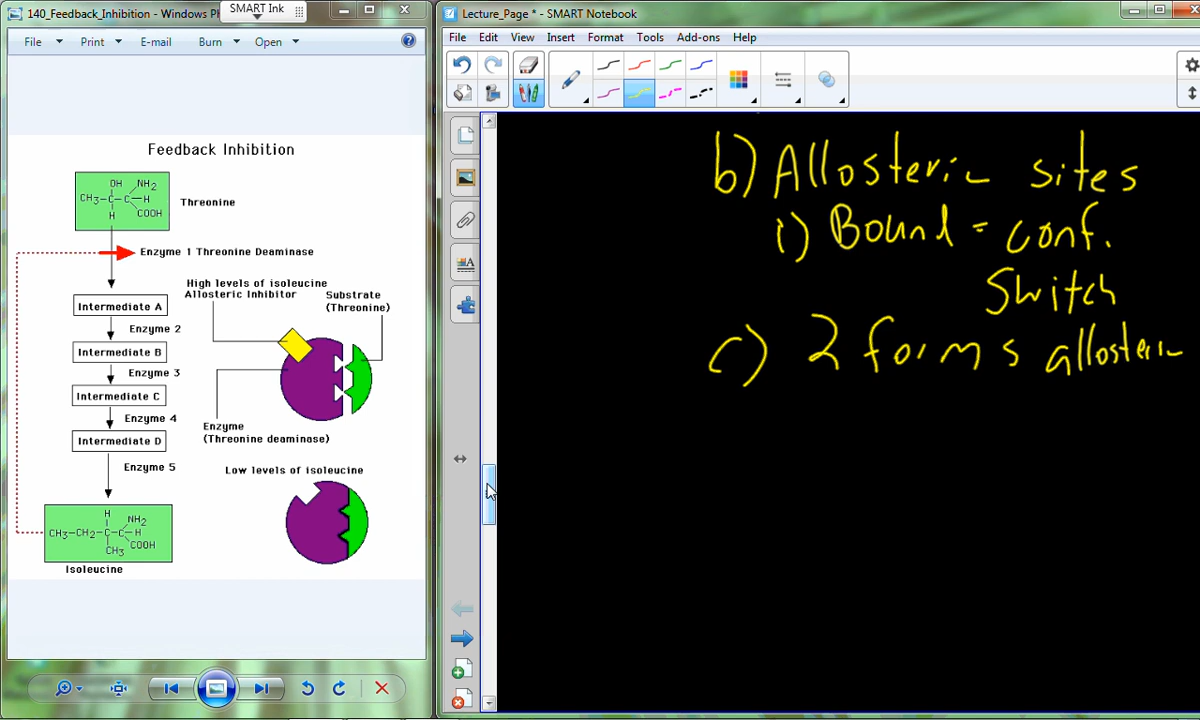 140_Feedback_Inhibition - Windows Ph
SMART Ink
File Print E-mail Burn Open
Feedback Inhibition
OH NH2
CH3-C-C-H
H COOH
Threonine
Enzyme 1 Threonine Deaminase
High levels of isoleucine
Allosteric Inhibitor
Substrate
(Threonine)
Intermediate A
Enzyme 2
Intermediate B
Enzyme 3
Intermediate C
Enzyme 4
Intermediate D
Enzyme 5
Enzyme
(Threonine deaminase)
Low levels of isoleucine
H NH2
CH3-CH2-C-C-H
CH3 COOH
Isoleucine
Lecture_Page * - SMART Notebook
File Edit View Insert Format Tools Add-ons Help
b) Allosteric sites
i) Bound = conf.
Switch
c) 2 forms allosteric